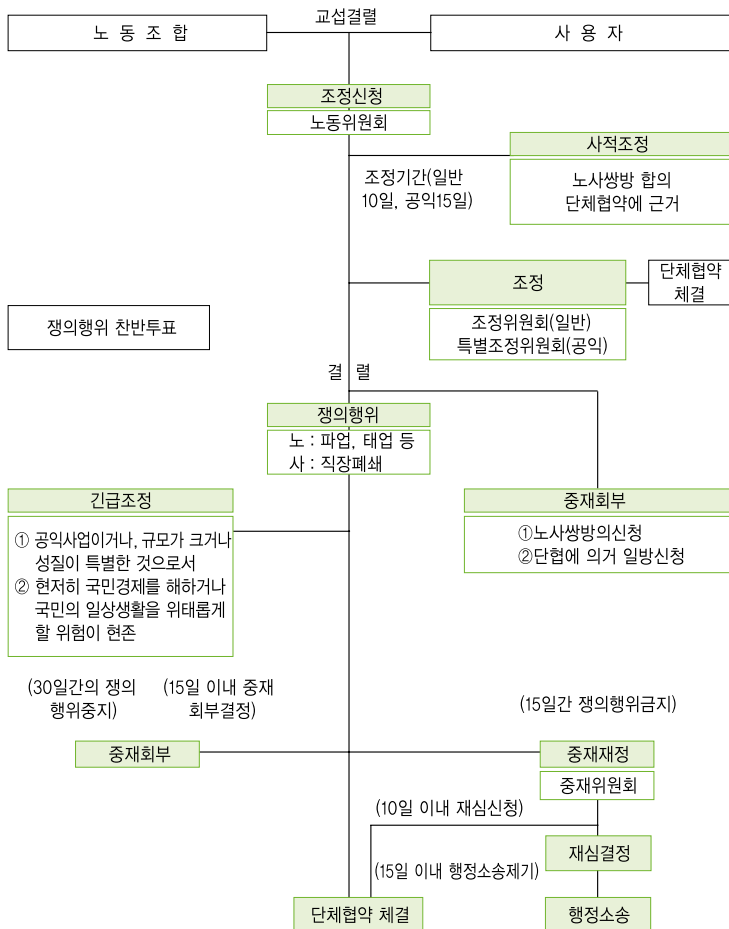 교섭결렬
노 동 조 합
사 용 자
조정신청
노동위원회
사적조정
노사쌍방 합의
단체협약에 근거
조정기간(일반
10일, 공익15일)
조정
단체협약
체결
조정위원회(일반)
특별조정위원회(공익)
쟁의행위 찬반투표
결 렬
쟁의행위
노 : 파업, 태업 등
사 : 직장폐쇄
긴급조정
① 공익사업이거나, 규모가 크거나
성질이 특별한 것으로서
② 현저히 국민경제를 해하거나
국민의 일상생활을 위태롭게
할 위험이 현존
중재회부
①노사쌍방의신청
②단협에 의거 일방신청
(30일간의 쟁의
행위중지)
(15일 이내 중재
회부결정)
(15일간 쟁의행위금지)
중재회부
중재재정
중재위원회
(10일 이내 재심신청)
재심결정
(15일 이내 행정소송제기)
단체협약 체결
행정소송